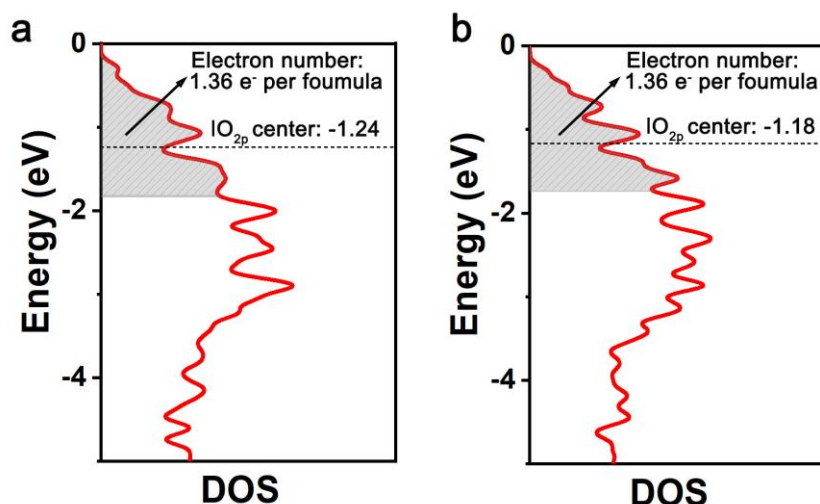 a
0
-2
-4
Energy (eV)
Electron number:
1.36 e⁻ per foumula
IO₂ₚ center: -1.24
DOS
b
0
-2
-4
Energy (eV)
Electron number:
1.36 e⁻ per foumula
IO₂ₚ center: -1.18
DOS